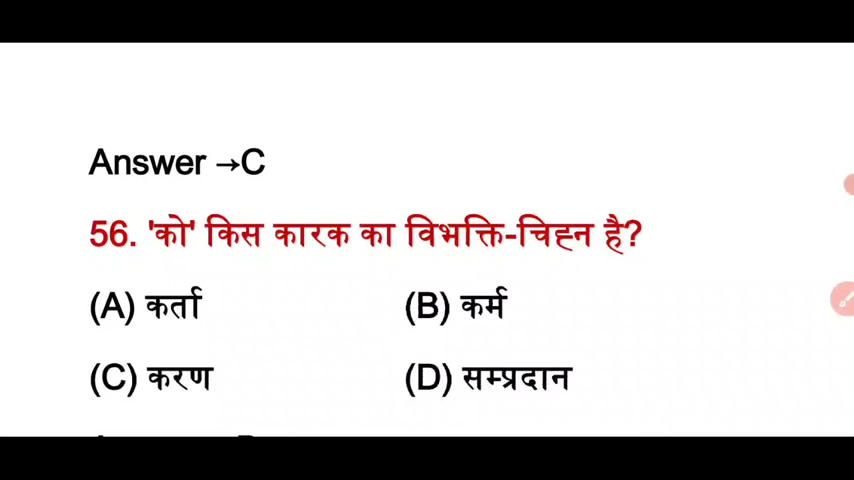 Answer →C
56. 'को' किस कारक का विभक्ति-चिह्न है?
(A) कर्ता (B) कर्म
(C) करण (D) सम्प्रदान